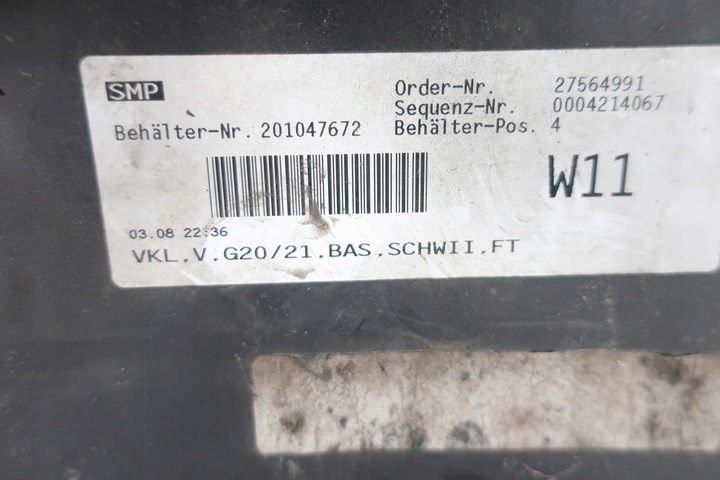 SMP
Order-Nr. 27564991
Sequenz-Nr. 0004214067
Behälter-Nr. 201047672 Behälter-Pos. 4
W11
03.08 22:36
VKL.V.G20/21.BAS.SCHWII.FT